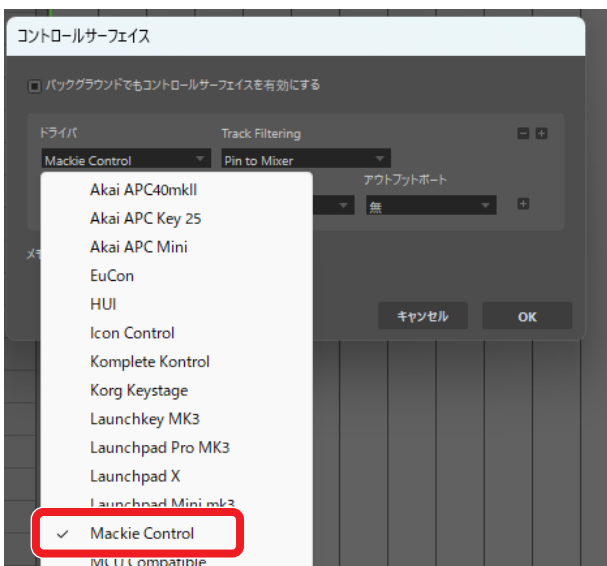 コントロールサーフェイス
バックグラウンドでもコントロールサーフェイスを有効にする
ドライバ
Track Filtering
Mackie Control
Pin to Mixer
アウトプットポート
無
Akai APC40mkII
Akai APC Key 25
Akai APC Mini
EuCon
HUI
Icon Control
Komplete Kontrol
Korg Keystage
Launchkey MK3
Launchpad Pro MK3
Launchpad X
Launchpad Mini mk3
Mackie Control
MCU Compatible
キャンセル
OK